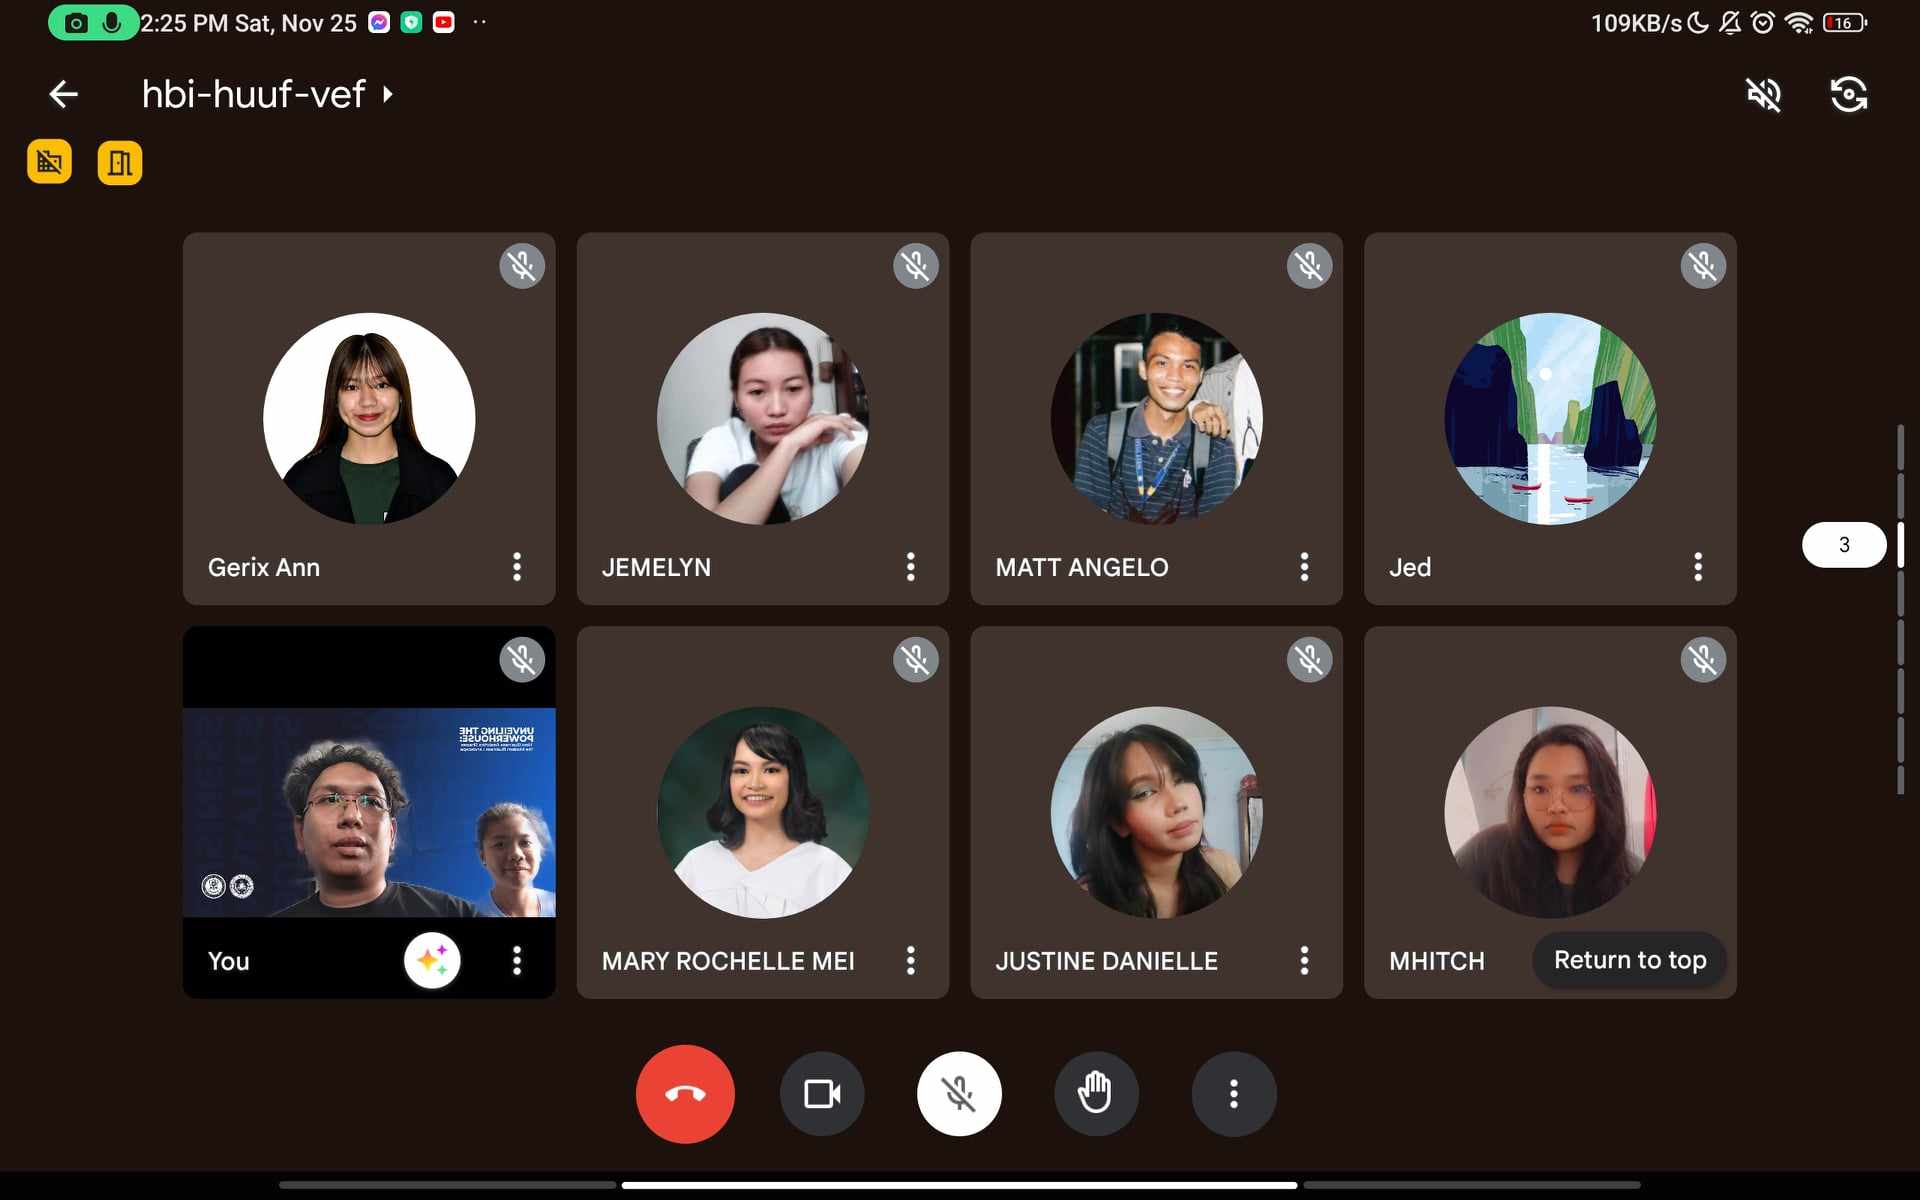 2:25 PM Sat, Nov 25
109KB/s
16
hbi-huuf-vef
Gerix Ann
JEMELYN
MATT ANGELO
Jed
3
UNVEILING THE
POWERHOUSE:
You
MARY ROCHELLE MEI
JUSTINE DANIELLE
MHITCH
Return to top